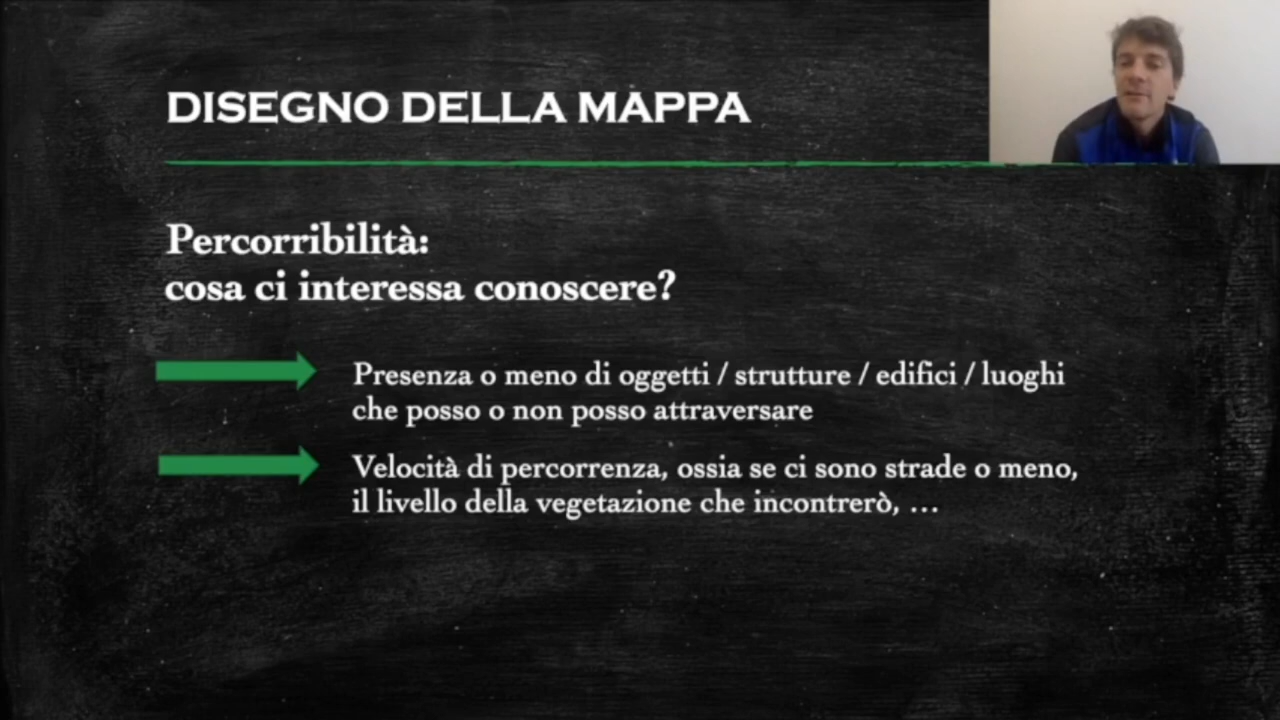 DISEGNO DELLA MAPPA
Percorribilità:
cosa ci interessa conoscere?
Presenza o meno di oggetti / strutture / edifici / luoghi
che posso o non posso attraversare
Velocità di percorrenza, ossia se ci sono strade o meno,
il livello della vegetazione che incontrerò, …